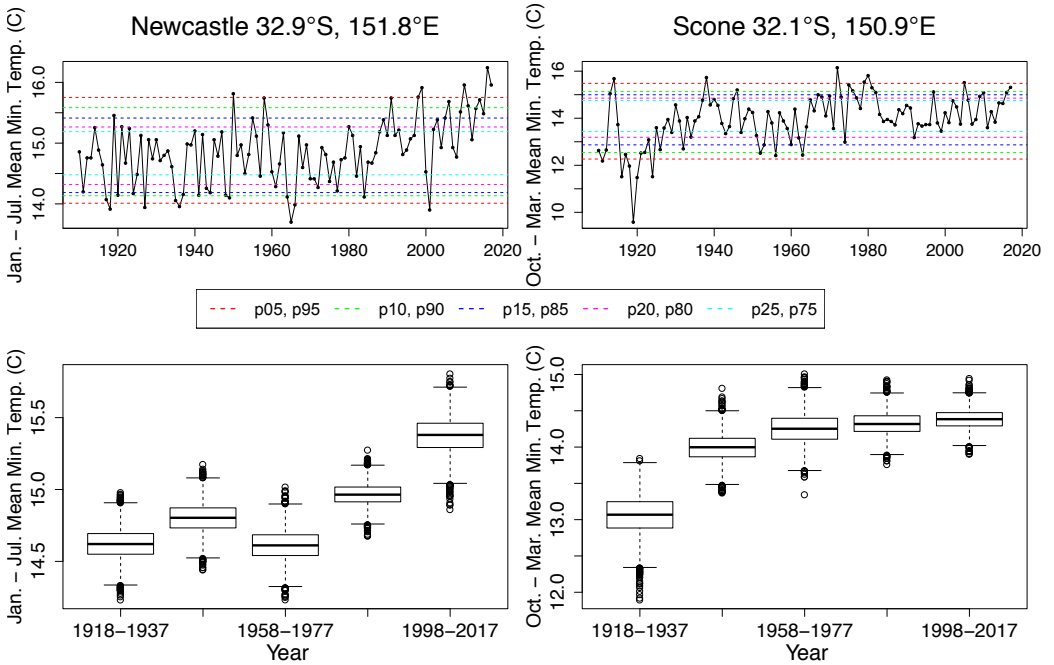 Newcastle 32.9°S, 151.8°E
Jan. – Jul. Mean Min. Temp. (C)
16.0
15.0
14.0
1920
1940
1960
1980
2000
2020
Scone 32.1°S, 150.9°E
Oct. – Mar. Mean Min. Temp. (C)
16
14
12
10
1920
1940
1960
1980
2000
2020
p05, p95
p10, p90
p15, p85
p20, p80
p25, p75
Jan. – Jul. Mean Min. Temp. (C)
15.5
15.0
14.5
1918–1937
1958–1977
1998–2017
Year
Oct. – Mar. Mean Min. Temp. (C)
15.0
14.0
13.0
12.0
1918–1937
1958–1977
1998–2017
Year